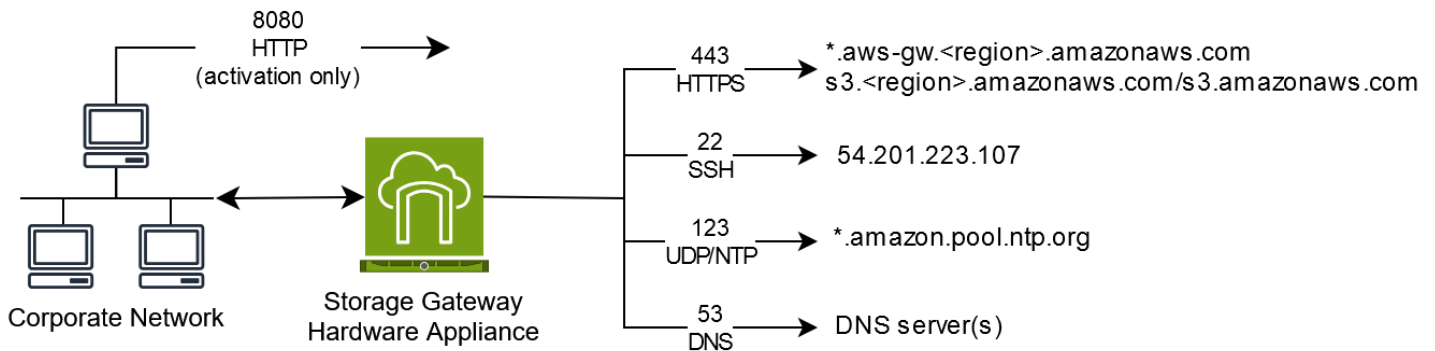 8080
HTTP
(activation only)
443
HTTPS
*.aws-gw.<region>.amazonaws.com
s3.<region>.amazonaws.com/s3.amazonaws.com
22
SSH
54.201.223.107
123
UDP/NTP
*.amazon.pool.ntp.org
53
DNS
DNS server(s)
Corporate Network
Storage Gateway
Hardware Appliance